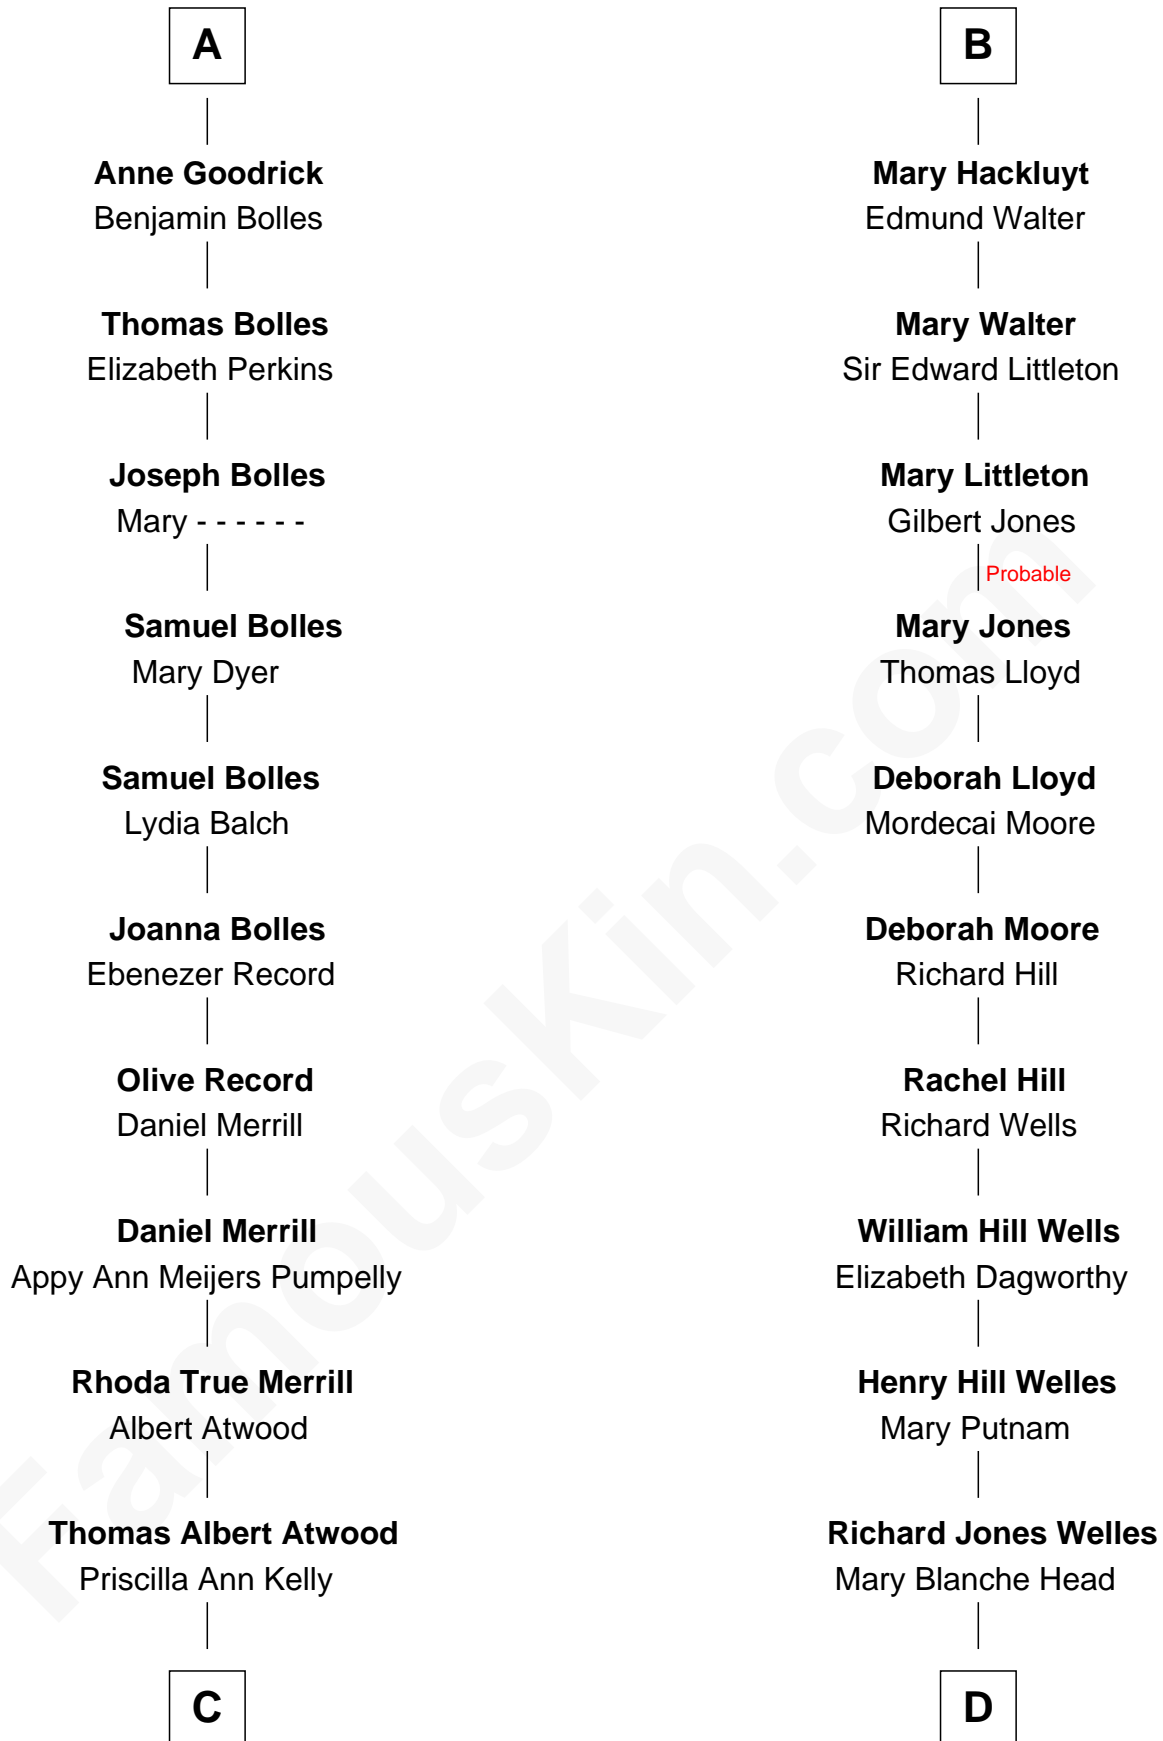 A
Anne Goodrick
Benjamin Bolles
Thomas Bolles
Elizabeth Perkins
Joseph Bolles
Mary - - - - - -
Samuel Bolles
Mary Dyer
Samuel Bolles
Lydia Balch
Joanna Bolles
Ebenezer Record
Olive Record
Daniel Merrill
Daniel Merrill
Appy Ann Meijers Pumpelly
Rhoda True Merrill
Albert Atwood
Thomas Albert Atwood
Priscilla Ann Kelly
C
B
Mary Hackluyt
Edmund Walter
Mary Walter
Sir Edward Littleton
Mary Littleton
Gilbert Jones
Probable
Mary Jones
Thomas Lloyd
Deborah Lloyd
Mordecai Moore
Deborah Moore
Richard Hill
Rachel Hill
Richard Wells
William Hill Wells
Elizabeth Dagworthy
Henry Hill Welles
Mary Putnam
Richard Jones Welles
Mary Blanche Head
D
FamousKin.com